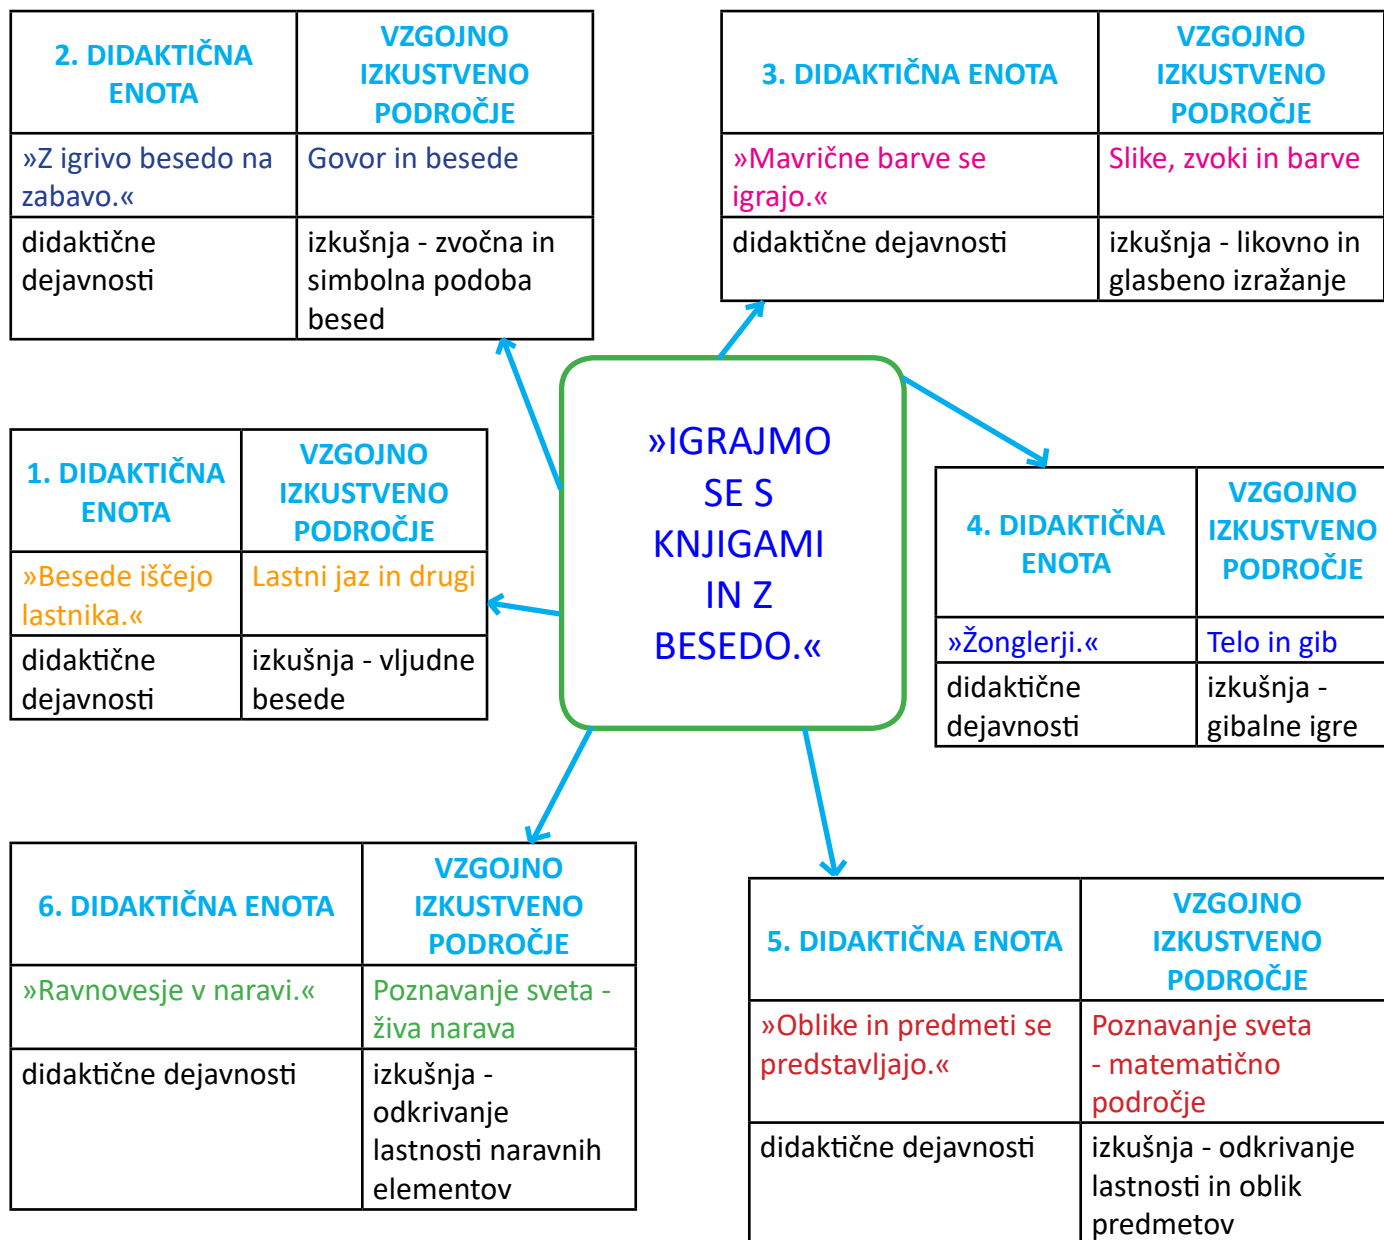 2. DIDAKTIČNA
ENOTA
VZGOJNO
IZKUSTVENO
PODROČJE
»Z igrivo besedo na
zabavo.«
Govor in besede
didaktične
dejavnosti
izkušnja - zvočna in
simbolna podoba
besed
3. DIDAKTIČNA ENOTA
VZGOJNO
IZKUSTVENO
PODROČJE
»Mavrične barve se
igrajo.«
Slike, zvoki in barve
didaktične dejavnosti
izkušnja - likovno in
glasbeno izražanje
»IGRAJMO
SE S
KNJIGAMI
IN Z
BESEDO.«
1. DIDAKTIČNA
ENOTA
VZGOJNO
IZKUSTVENO
PODROČJE
»Besede iščejo
lastnika.«
Lastni jaz in drugi
didaktične
dejavnosti
izkušnja - vljudne
besede
4. DIDAKTIČNA
ENOTA
VZGOJNO
IZKUSTVENO
PODROČJE
»Žonglerji.«
Telo in gib
didaktične
dejavnosti
izkušnja -
gibalne igre
6. DIDAKTIČNA ENOTA
VZGOJNO
IZKUSTVENO
PODROČJE
»Ravnovesje v naravi.«
Poznavanje sveta -
živa narava
didaktične dejavnosti
izkušnja -
odkrivanje
lastnosti naravnih
elementov
5. DIDAKTIČNA ENOTA
VZGOJNO
IZKUSTVENO
PODROČJE
»Oblike in predmeti se
predstavljajo.«
Poznavanje sveta
- matematično
področje
didaktične dejavnosti
izkušnja - odkrivanje
lastnosti in oblik
predmetov